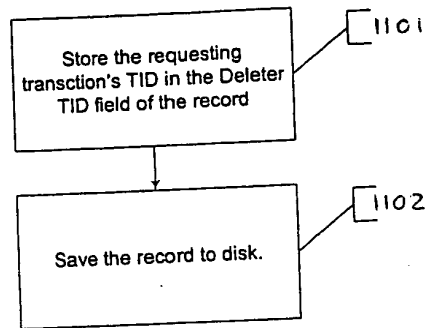 1101
Store the requesting
transction's TID in the Deleter
TID field of the record
1102
Save the record to disk.